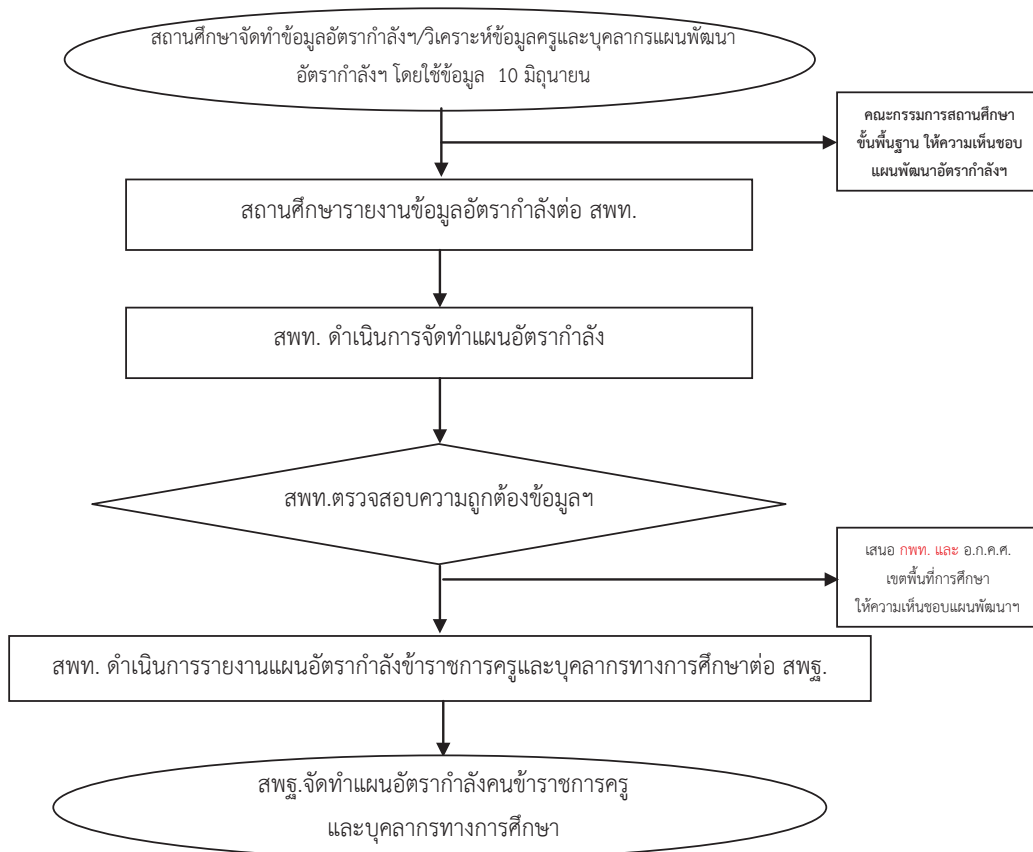 สถานศึกษาจัดทำข้อมูลอัตรากำลังฯ/วิเคราะห์ข้อมูลครูและบุคลากรแผนพัฒนา
อัตรากำลังฯ โดยใช้ข้อมูล 10 มิถุนายน
คณะกรรมการสถานศึกษา
ขั้นพื้นฐาน ให้ความเห็นชอบ
แผนพัฒนาอัตรากำลังฯ
สถานศึกษารายงานข้อมูลอัตรากำลังต่อ สพท.
สพท. ดำเนินการจัดทำแผนอัตรากำลัง
สพท.ตรวจสอบความถูกต้องข้อมูลฯ
เสนอ กพท. และ อ.ก.ค.ศ.
เขตพื้นที่การศึกษา
ให้ความเห็นชอบแผนพัฒนาฯ
สพท. ดำเนินการรายงานแผนอัตรากำลังข้าราชการครูและบุคลากรทางการศึกษาต่อ สพฐ.
สพฐ.จัดทำแผนอัตรากำลังคนข้าราชการครู
และบุคลากรทางการศึกษา